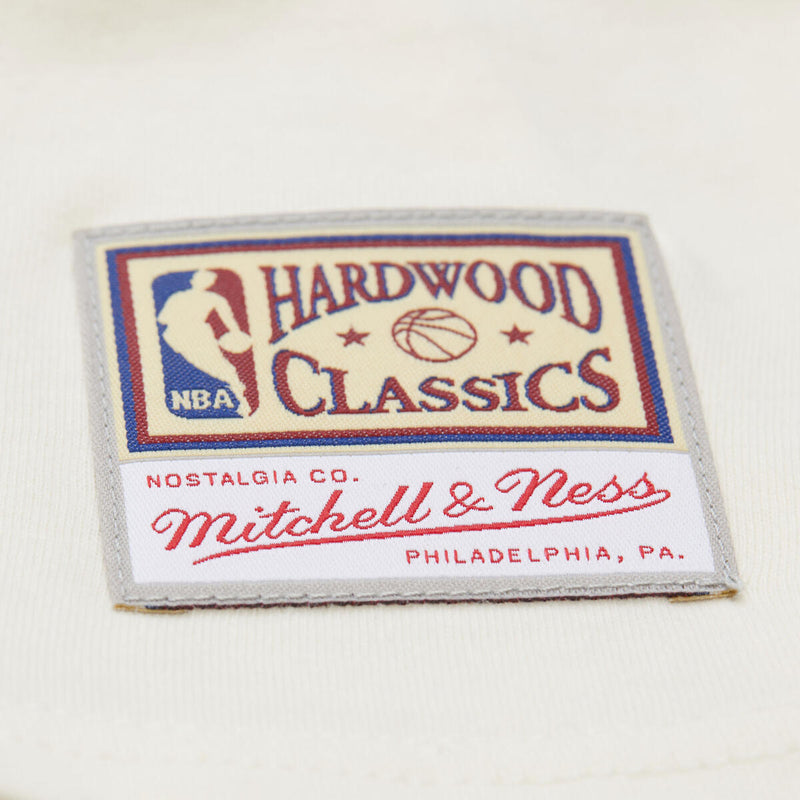 HARDWOOD
CLASSICS
NBA
NOSTALGIA CO.
Mitchell & Ness
PHILADELPHIA, PA.